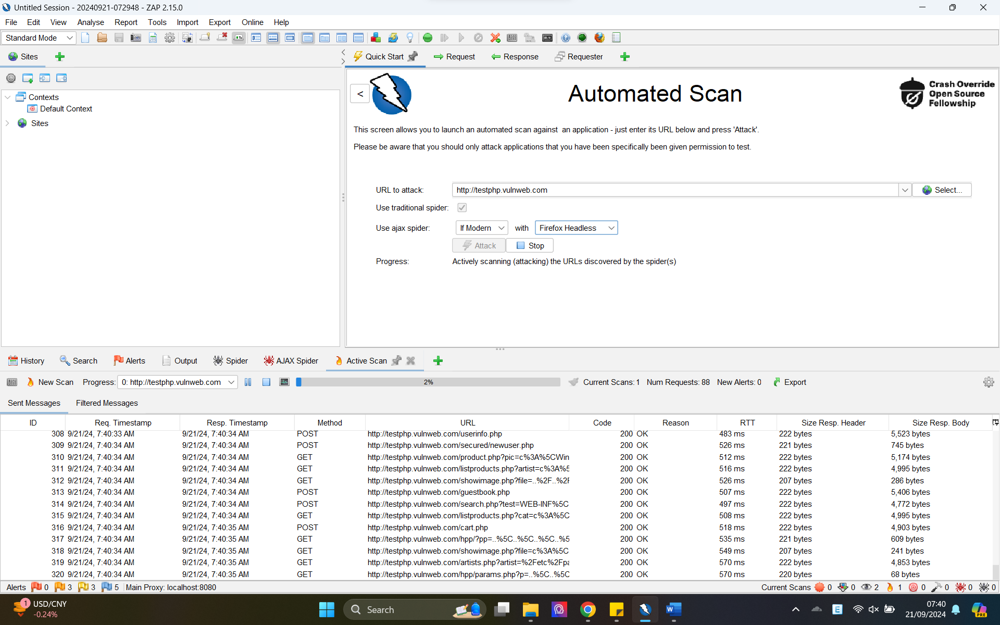 Untitled Session - 20240921-072948 - ZAP 2.15.0
File Edit View Analyse Report Tools Import Export Online Help
Standard Mode
Sites
Quick Start Request Response Requester
Contexts
Default Context
Sites
<
Automated Scan
Crash Override
Open Source
Fellowship
This screen allows you to launch an automated scan against  an application - just enter its URL below and press 'Attack'.
Please be aware that you should only attack applications that you have been specifically been given permission to test.
URL to attack: http://testphp.vulnweb.com Select...
Use traditional spider:
Use ajax spider: If Modern with Firefox Headless
Attack Stop
Progress: Actively scanning (attacking) the URLs discovered by the spider(s)
History Search Alerts Output Spider AJAX Spider Active Scan
New Scan Progress: 0: http://testphp.vulnweb.com 2% Current Scans: 1 Num Requests: 88 New Alerts: 0 Export
Sent Messages Filtered Messages
ID Req. Timestamp Resp. Timestamp Method URL Code Reason RTT Size Resp. Header Size Resp. Body
308 9/21/24, 7:40:33 AM 9/21/24, 7:40:34 AM POST http://testphp.vulnweb.com/userinfo.php 200 OK 483 ms 222 bytes 5,523 bytes
309 9/21/24, 7:40:34 AM 9/21/24, 7:40:34 AM POST http://testphp.vulnweb.com/secured/newuser.php 200 OK 526 ms 221 bytes 745 bytes
310 9/21/24, 7:40:34 AM 9/21/24, 7:40:34 AM GET http://testphp.vulnweb.com/product.php?pic=c%3A%5CWin 200 OK 512 ms 222 bytes 5,174 bytes
311 9/21/24, 7:40:34 AM 9/21/24, 7:40:34 AM GET http://testphp.vulnweb.com/listproducts.php?artist=c%3A%5 200 OK 516 ms 222 bytes 4,995 bytes
312 9/21/24, 7:40:34 AM 9/21/24, 7:40:34 AM GET http://testphp.vulnweb.com/showimage.php?file=..%2F..%2F 200 OK 526 ms 207 bytes 286 bytes
313 9/21/24, 7:40:34 AM 9/21/24, 7:40:34 AM POST http://testphp.vulnweb.com/guestbook.php 200 OK 507 ms 222 bytes 5,406 bytes
314 9/21/24, 7:40:34 AM 9/21/24, 7:40:34 AM POST http://testphp.vulnweb.com/search.php?test=WEB-INF%5C 200 OK 497 ms 222 bytes 4,772 bytes
315 9/21/24, 7:40:34 AM 9/21/24, 7:40:34 AM GET http://testphp.vulnweb.com/listproducts.php?cat=c%3A%5C 200 OK 508 ms 222 bytes 4,995 bytes
316 9/21/24, 7:40:34 AM 9/21/24, 7:40:35 AM POST http://testphp.vulnweb.com/cart.php 200 OK 518 ms 222 bytes 4,903 bytes
317 9/21/24, 7:40:34 AM 9/21/24, 7:40:35 AM GET http://testphp.vulnweb.com/hpp/?pp=..%5C..%5C..%5C..%5 200 OK 535 ms 221 bytes 609 bytes
318 9/21/24, 7:40:34 AM 9/21/24, 7:40:35 AM GET http://testphp.vulnweb.com/showimage.php?file=c%3A%5C 200 OK 549 ms 207 bytes 241 bytes
319 9/21/24, 7:40:34 AM 9/21/24, 7:40:35 AM GET http://testphp.vulnweb.com/artists.php?artist=%2Fetc%2Fpa 200 OK 570 ms 222 bytes 4,853 bytes
320 9/21/24, 7:40:34 AM 9/21/24, 7:40:35 AM GET http://testphp.vulnweb.com/hpp/params.php?p=..%5C..%5C 200 OK 570 ms 220 bytes 68 bytes
Alerts 0 3 3 5 Main Proxy: localhost:8080 Current Scans 0 0 2 1 0 0 0 0
1 USD/CNY
-0.24%
Search
E
07:40
21/09/2024
PRE